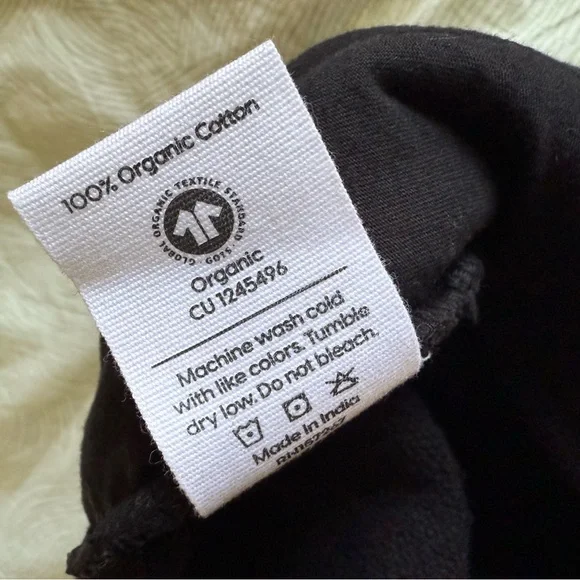 100% Organic Cotton
GLOBAL ORGANIC TEXTILE STANDARD · GOTS ·
Organic
CU 1245496
Machine wash cold
with like colors. Tumble
dry low. Do not bleach.
Made in India